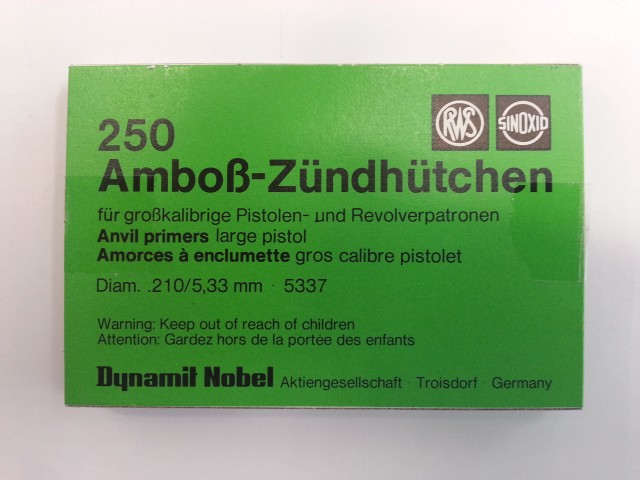 RWS SINOXID
250
Amboß-Zündhütchen
für großkalibrige Pistolen- und Revolverpatronen
Anvil primers large pistol
Amorces à enclumette gros calibre pistolet
Diam. .210/5,33 mm · 5337
Warning: Keep out of reach of children
Attention: Gardez hors de la portée des enfants
Dynamit Nobel Aktiengesellschaft · Troisdorf · Germany